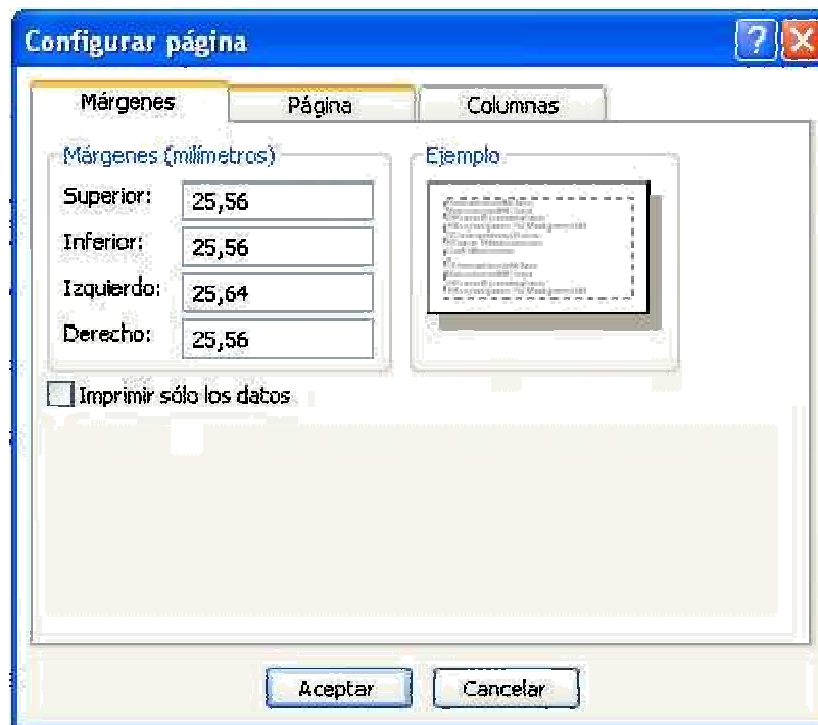 Configurar página
Márgenes
Página
Columnas
Márgenes (milímetros)
Superior:
25,56
Inferior:
25,56
Izquierdo:
25,64
Derecho:
25,56
Ejemplo
Imprimir sólo los datos
Aceptar
Cancelar